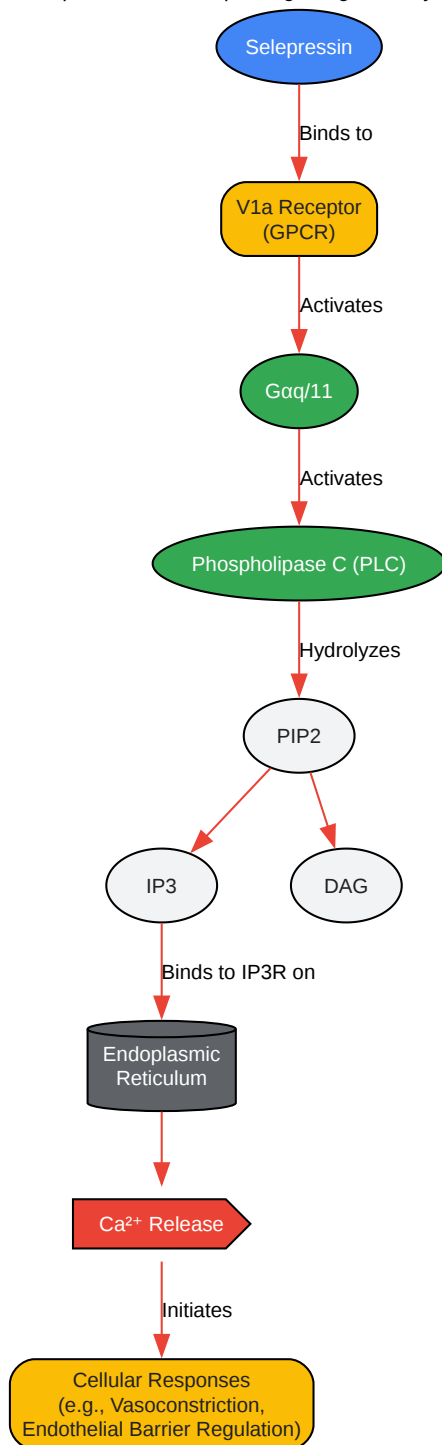 Selepressin
Binds to
V1a Receptor
(GPCR)
Activates
Gαq/11
Activates
Phospholipase C (PLC)
Hydrolyzes
PIP2
IP3
DAG
Binds to IP3R on
Endoplasmic
Reticulum
Ca²⁺ Release
Initiates
Cellular Responses
(e.g., Vasoconstriction,
Endothelial Barrier Regulation)